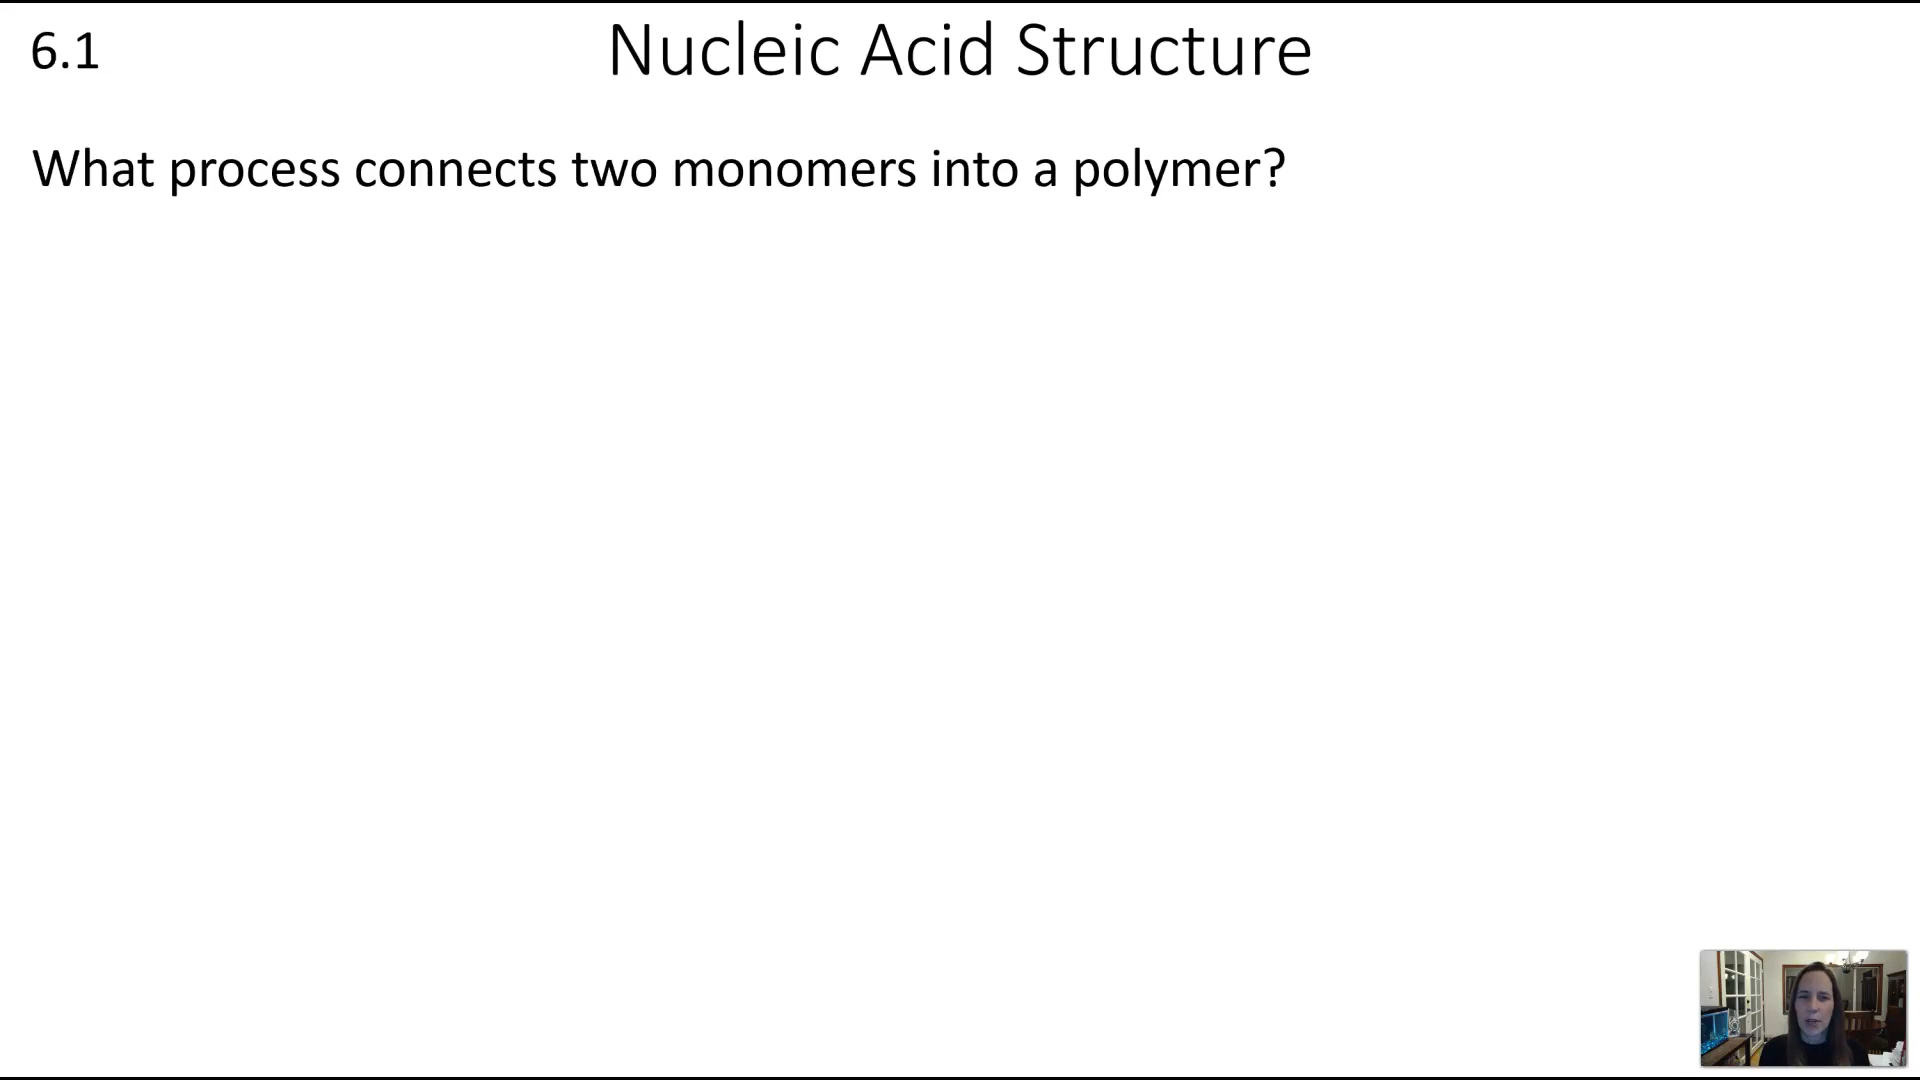 6.1
Nucleic Acid Structure
What process connects two monomers into a polymer?